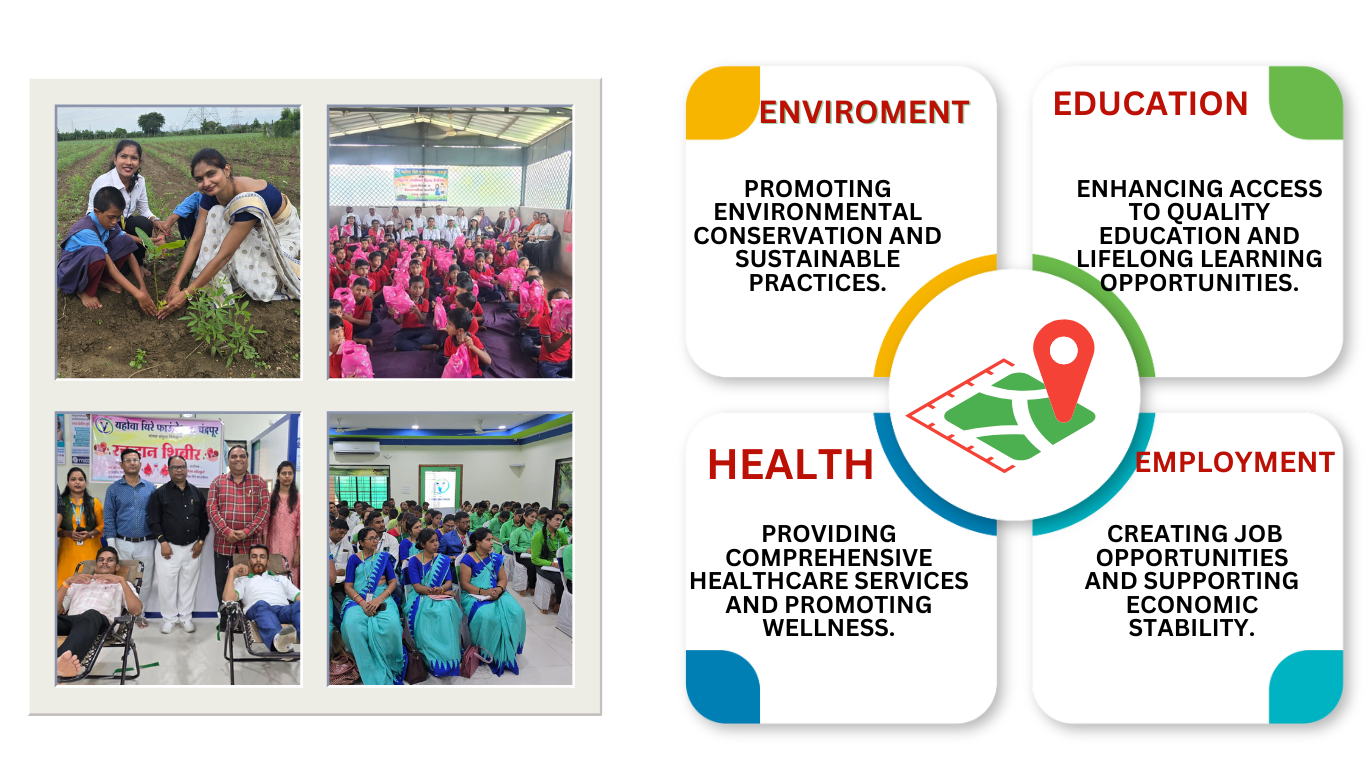 यहोवा यिरे फाउंडेशन, चंद्रपूर
रक्तदान शिबीर
ENVIROMENT
PROMOTING
ENVIRONMENTAL
CONSERVATION AND
SUSTAINABLE
PRACTICES.
EDUCATION
ENHANCING ACCESS
TO QUALITY
EDUCATION AND
LIFELONG LEARNING
OPPORTUNITIES.
HEALTH
PROVIDING
COMPREHENSIVE
HEALTHCARE SERVICES
AND PROMOTING
WELLNESS.
EMPLOYMENT
CREATING JOB
OPPORTUNITIES
AND SUPPORTING
ECONOMIC
STABILITY.